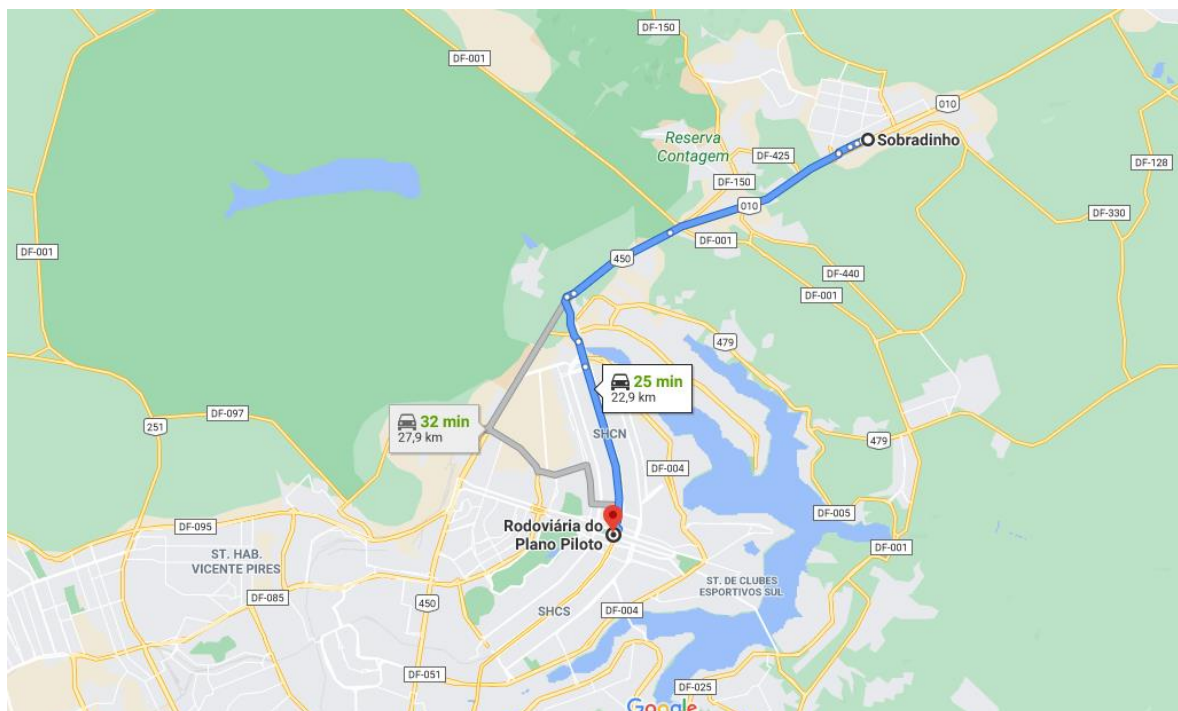 DF-150
DF-001
010
Reserva
Contagem
Sobradinho
DF-425
DF-128
DF-150
010
DF-330
DF-001
DF-001
450
DF-440
DF-001
479
25 min
22,9 km
DF-097
32 min
27,9 km
251
SHCN
479
DF-004
DF-005
DF-095
Rodoviária do
Plano Piloto
DF-001
ST. HAB.
VICENTE PIRES
ST. DE CLUBES
ESPORTIVOS SUL
DF-085
450
SHCS
DF-004
DF-051
DF-025
Google